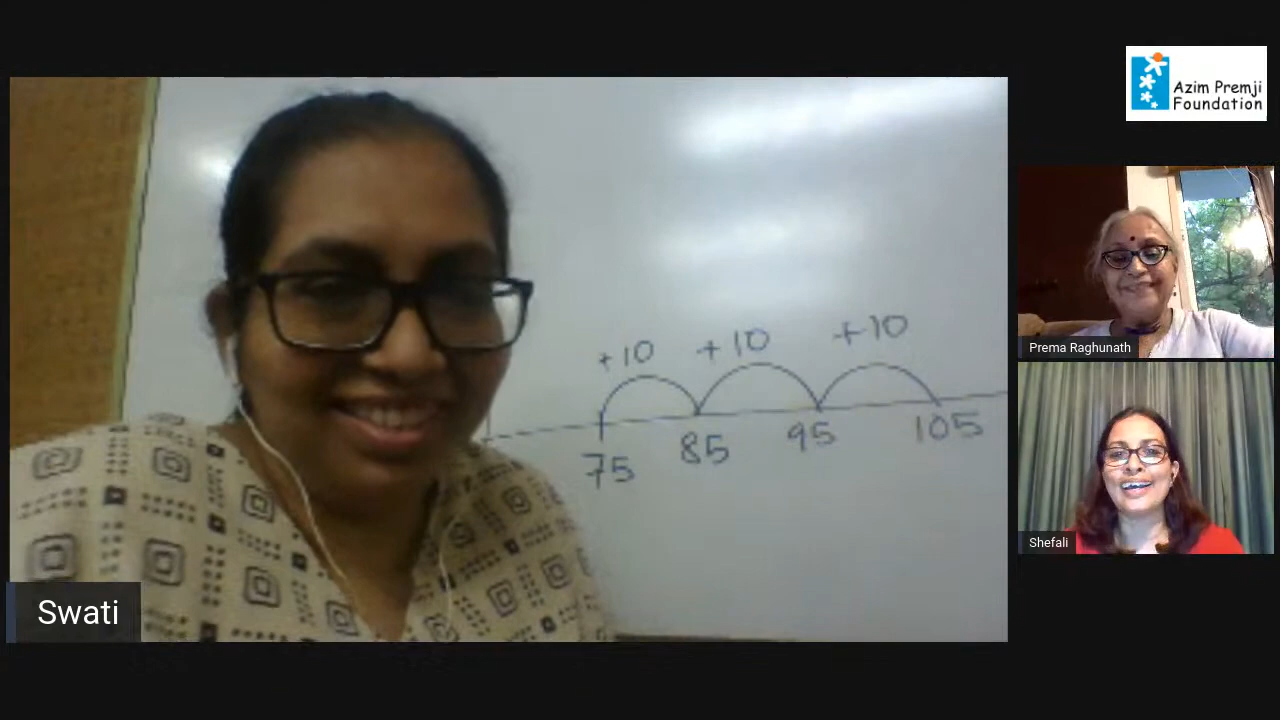 Azim Premji
Foundation
+10 +10 +10
75 85 95 105
Prema Raghunath
Shefali
Swati